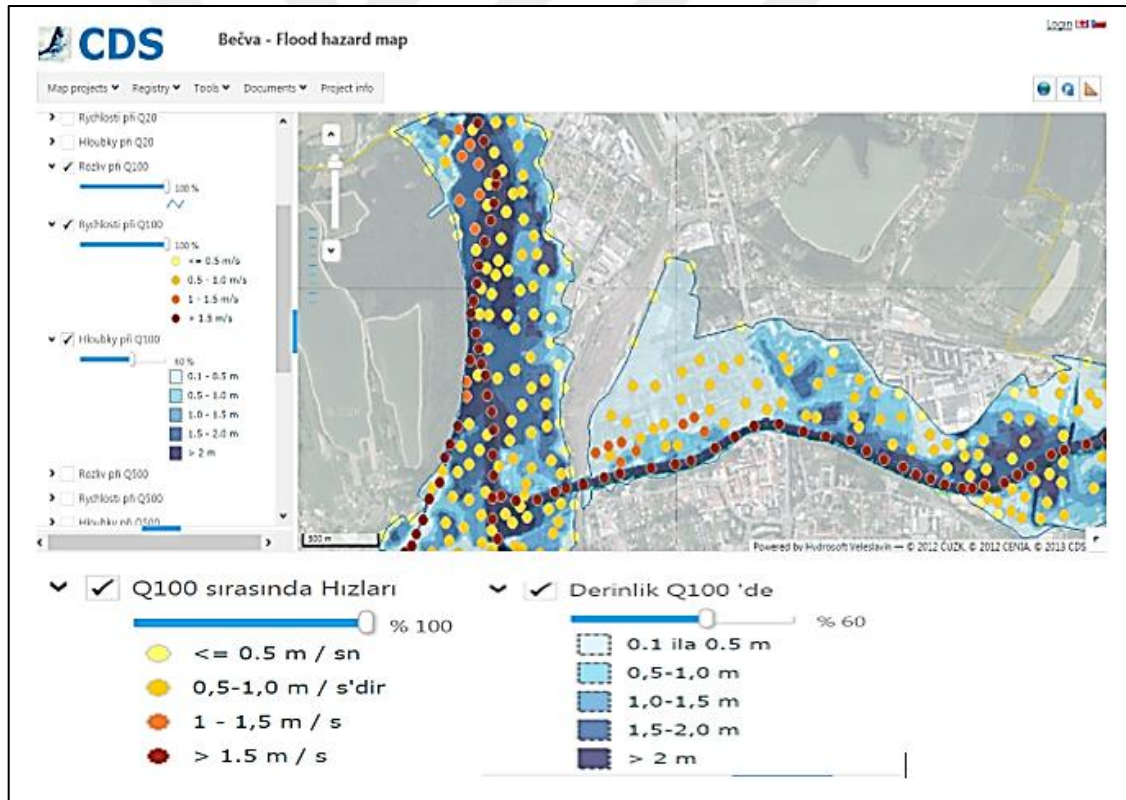 Login
CDS
Bečva - Flood hazard map
Map projects Registry Tools Documents Project info
Rychlosti při Q20
Hloubky při Q20
Rozliv při Q100
100 %
Rychlosti při Q100
100 %
<= 0.5 m/s
0.5 - 1.0 m/s
1 - 1.5 m/s
> 1.5 m/s
Hloubky při Q100
60 %
0.1 - 0.5 m
0.5 - 1.0 m
1.0 - 1.5 m
1.5 - 2.0 m
> 2 m
Rozliv při Q500
Rychlosti při Q500
Hloubky při Q500
500 m
Powered by Hydrosoft Veleslavín — © 2012 ČÚZK, © 2012 CENIA, © 2013 CDS
Q100 sırasında Hızları
% 100
<= 0.5 m / sn
0,5-1,0 m / s'dir
1 - 1,5 m / s
> 1.5 m / s
Derinlik Q100 'de
% 60
0.1 ila 0.5 m
0,5-1,0 m
1,0-1,5 m
1,5-2,0 m
> 2 m